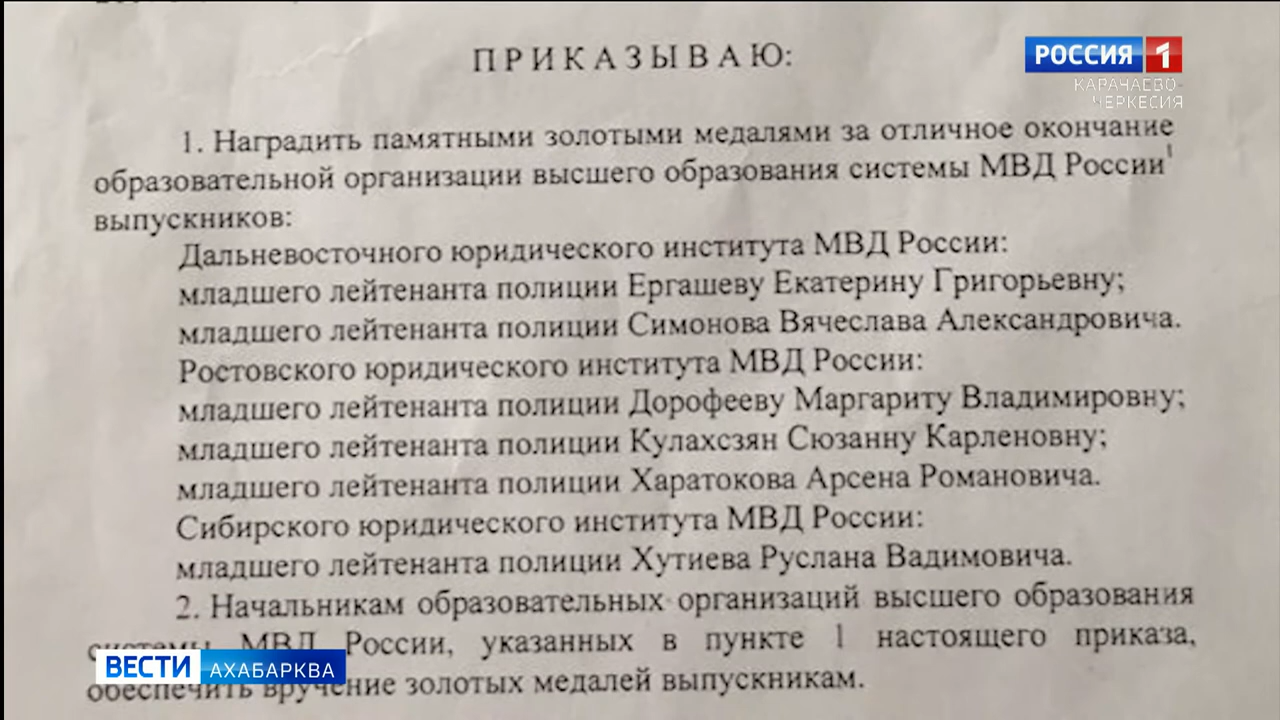 П Р И К А З Ы В А Ю:
РОССИЯ 1
КАРАЧАЕВО-
ЧЕРКЕСИЯ
1. Наградить памятными золотыми медалями за отличное окончание
образовательной организации высшего образования системы МВД России¹
выпускников:
Дальневосточного юридического института МВД России:
младшего лейтенанта полиции Ергашеву Екатерину Григорьевну;
младшего лейтенанта полиции Симонова Вячеслава Александровича.
Ростовского юридического института МВД России:
младшего лейтенанта полиции Дорофееву Маргариту Владимировну;
младшего лейтенанта полиции Кулахсзян Сюзанну Карленовну;
младшего лейтенанта полиции Харатокова Арсена Романовича.
Сибирского юридического института МВД России:
младшего лейтенанта полиции Хутиева Руслана Вадимовича.
2. Начальникам образовательных организаций высшего образования
системы МВД России, указанных в пункте 1 настоящего приказа,
обеспечить вручение золотых медалей выпускникам.
ВЕСТИ АХАБАРКВА